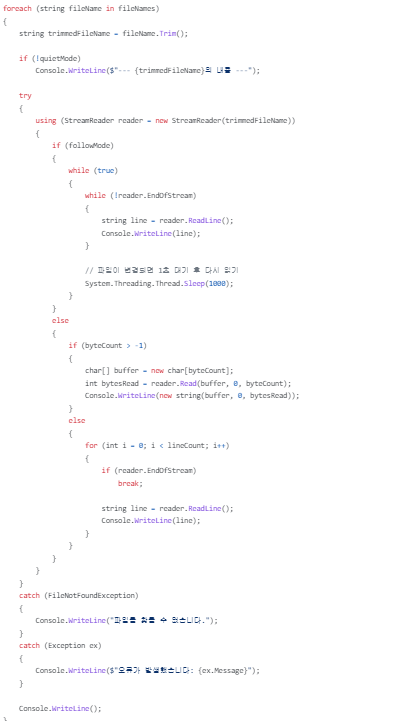 foreach (string fileName in fileNames)
{
    string trimmedFileName = fileName.Trim();

    if (!quietMode)
        Console.WriteLine($"--- {trimmedFileName}의 내용 ---");

    try
    {
        using (StreamReader reader = new StreamReader(trimmedFileName))
        {
            if (followMode)
            {
                while (true)
                {
                    while (!reader.EndOfStream)
                    {
                        string line = reader.ReadLine();
                        Console.WriteLine(line);
                    }

                    // 파일이 변경되면 1초 대기 후 다시 읽기
                    System.Threading.Thread.Sleep(1000);
                }
            }
            else
            {
                if (byteCount > -1)
                {
                    char[] buffer = new char[byteCount];
                    int bytesRead = reader.Read(buffer, 0, byteCount);
                    Console.WriteLine(new string(buffer, 0, bytesRead));
                }
                else
                {
                    for (int i = 0; i < lineCount; i++)
                    {
                        if (reader.EndOfStream)
                            break;

                        string line = reader.ReadLine();
                        Console.WriteLine(line);
                    }
                }
            }
        }
    }
    catch (FileNotFoundException)
    {
        Console.WriteLine("파일을 찾을 수 없습니다.");
    }
    catch (Exception ex)
    {
        Console.WriteLine($"오류가 발생했습니다: {ex.Message}");
    }

    Console.WriteLine();
}